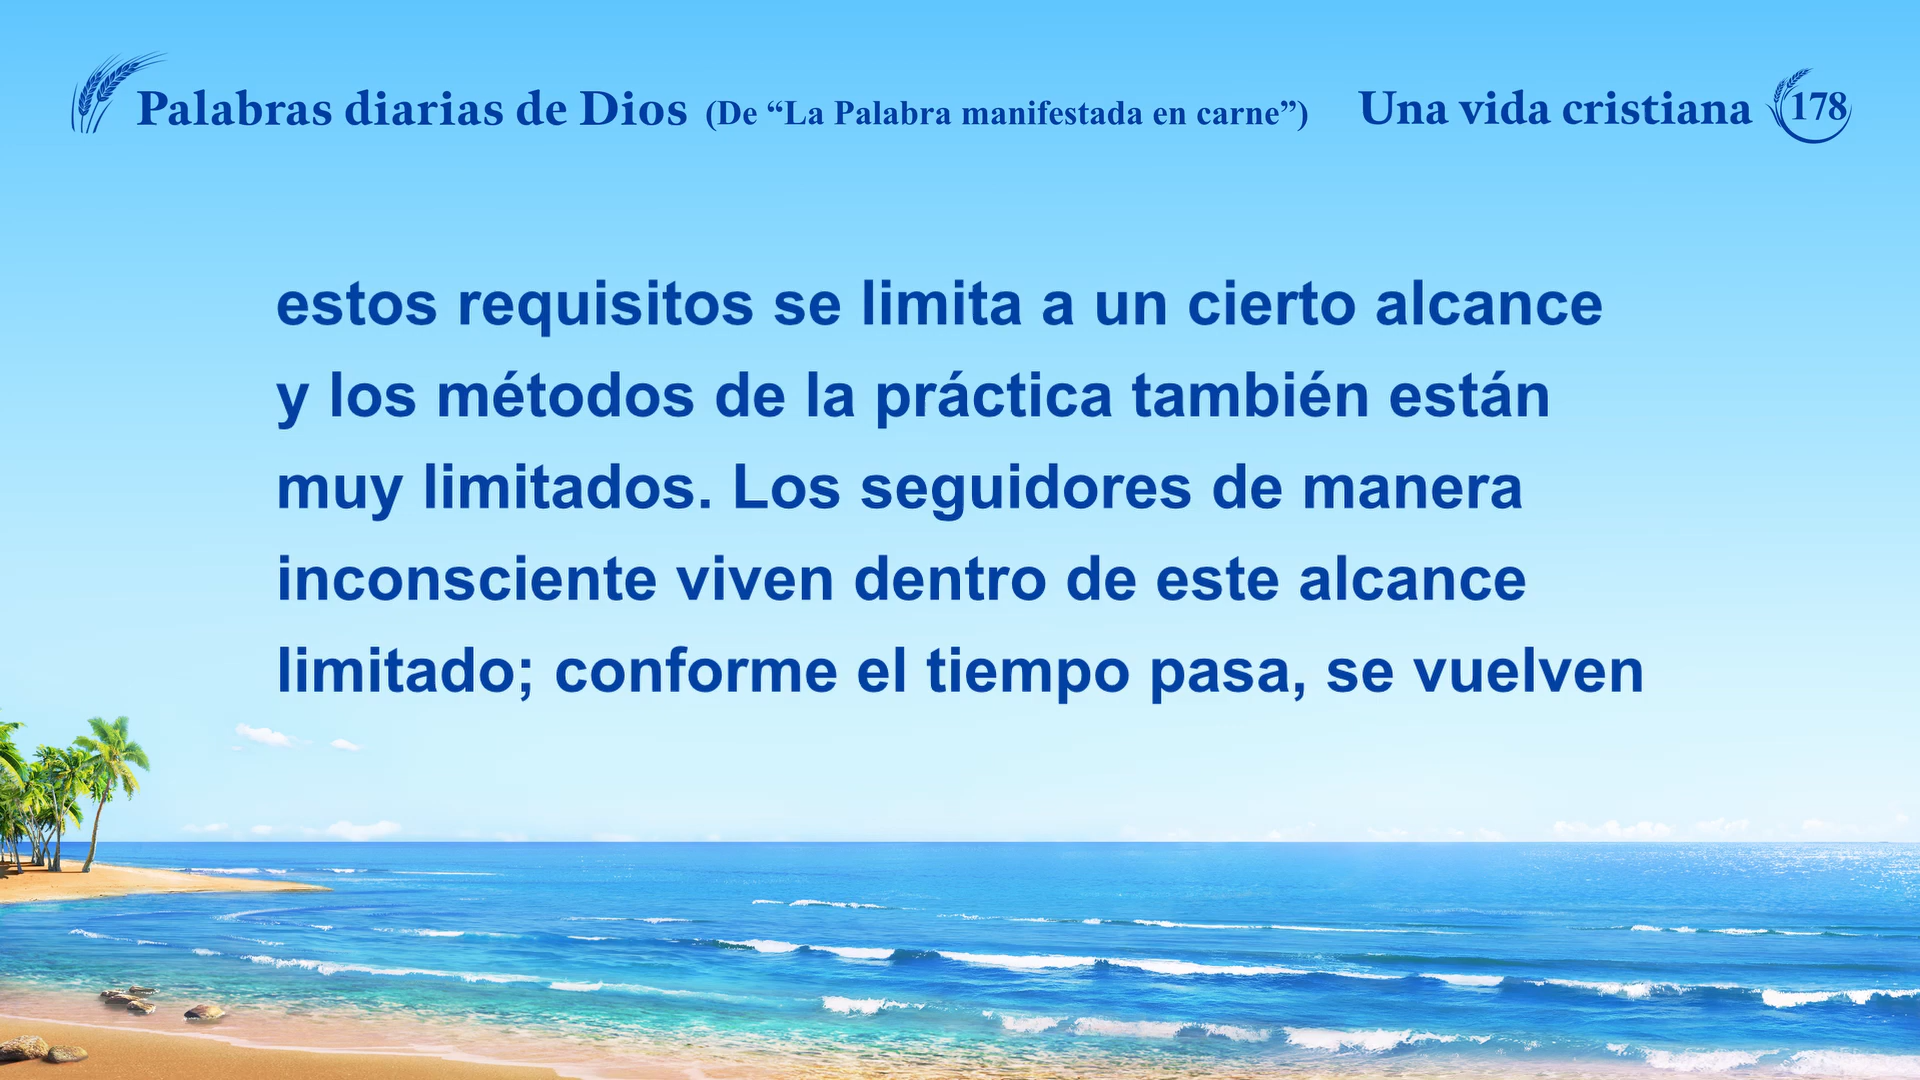 Palabras diarias de Dios (De “La Palabra manifestada en carne”) Una vida cristiana 178
estos requisitos se limita a un cierto alcance
y los métodos de la práctica también están
muy limitados. Los seguidores de manera
inconsciente viven dentro de este alcance
limitado; conforme el tiempo pasa, se vuelven